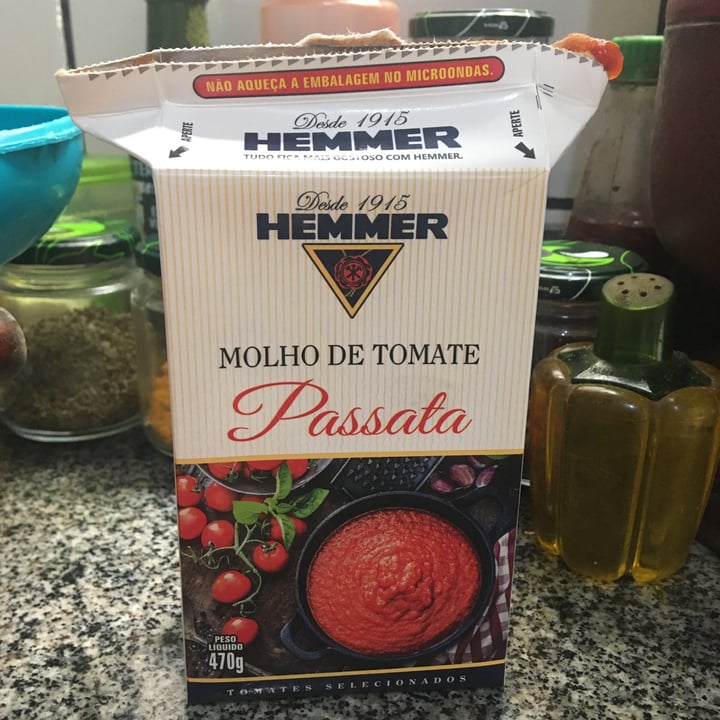 NÃO AQUEÇA A EMBALAGEM NO MICROONDAS.
APERTE
Desde 1915
APERTE
HEMMER
TUDO FICA MAIS GOSTOSO COM HEMMER.
Desde 1915
HEMMER
MOLHO DE TOMATE
Passata
PESO
LÍQUIDO
470g
TOMATES SELECIONADOS